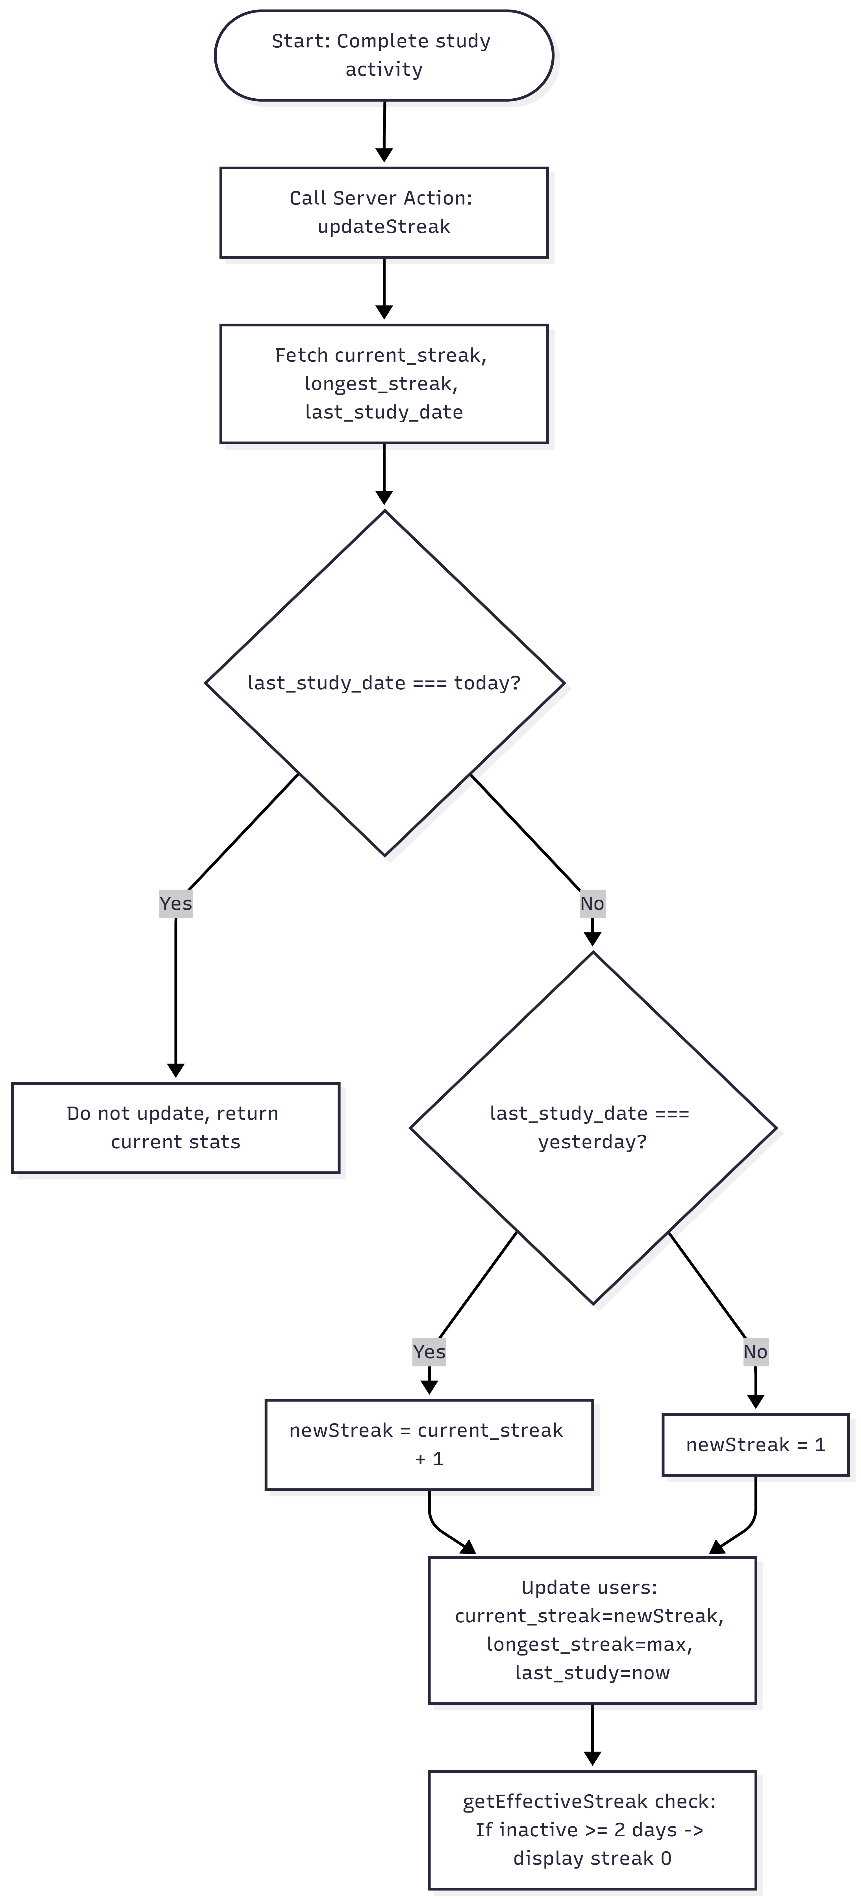 Start: Complete study
activity
Call Server Action:
updateStreak
Fetch current_streak,
longest_streak,
last_study_date
last_study_date === today?
Yes
No
Do not update, return
current stats
last_study_date ===
yesterday?
Yes
No
newStreak = current_streak
+ 1
newStreak = 1
Update users:
current_streak=newStreak,
longest_streak=max,
last_study=now
getEffectiveStreak check:
If inactive >= 2 days ->
display streak 0